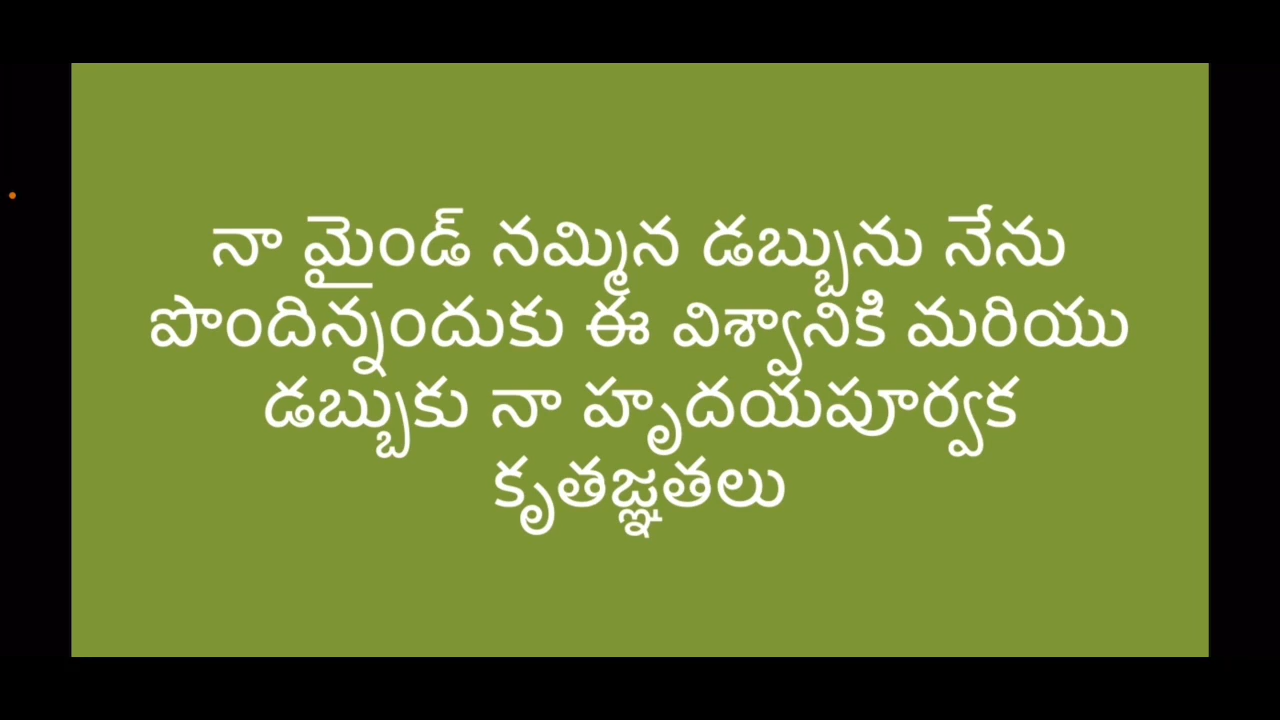 నా మైండ్ నమ్మిన డబ్బును నేను
పొందిన్నందుకు ఈ విశ్వానికి మరియు
డబ్బుకు నా హృదయపూర్వక
కృతజ్ఞతలు